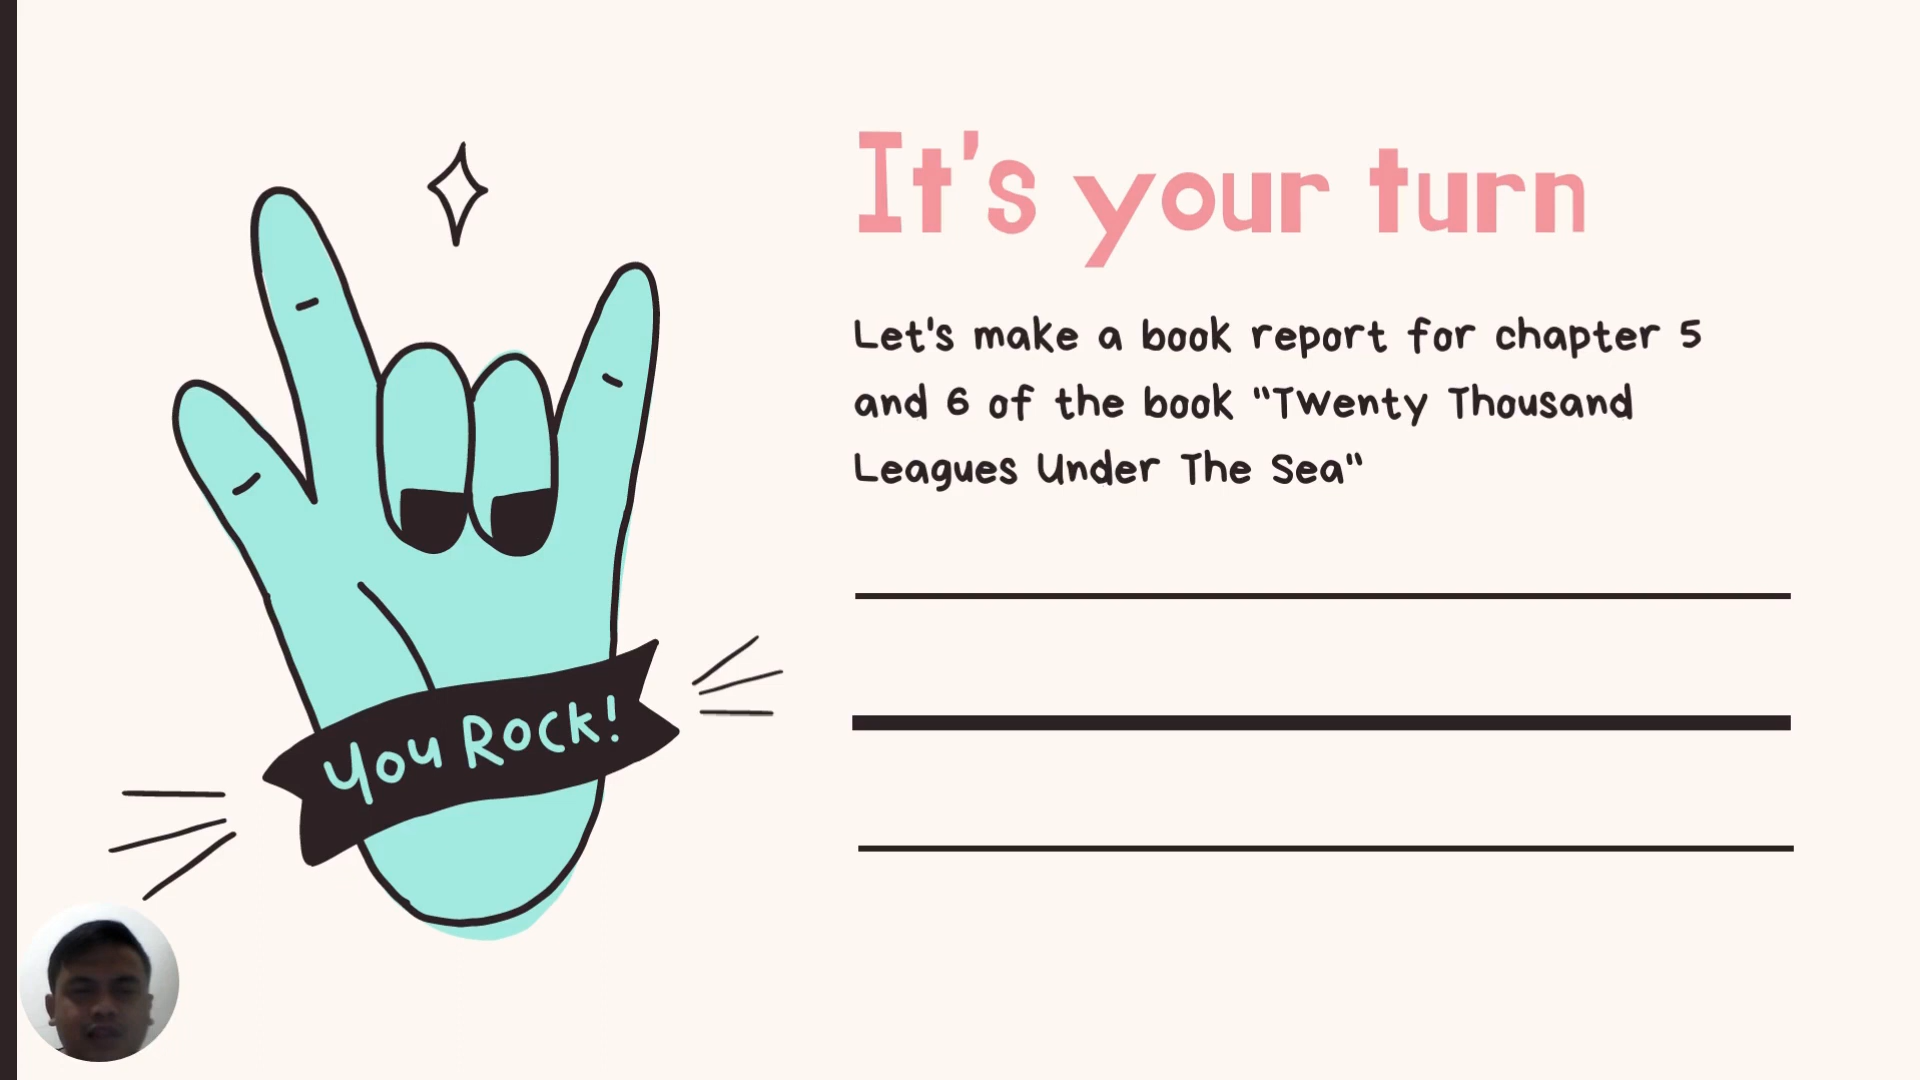 It's your turn
Let's make a book report for chapter 5
and 6 of the book "Twenty Thousand
Leagues Under The Sea"
You Rock!